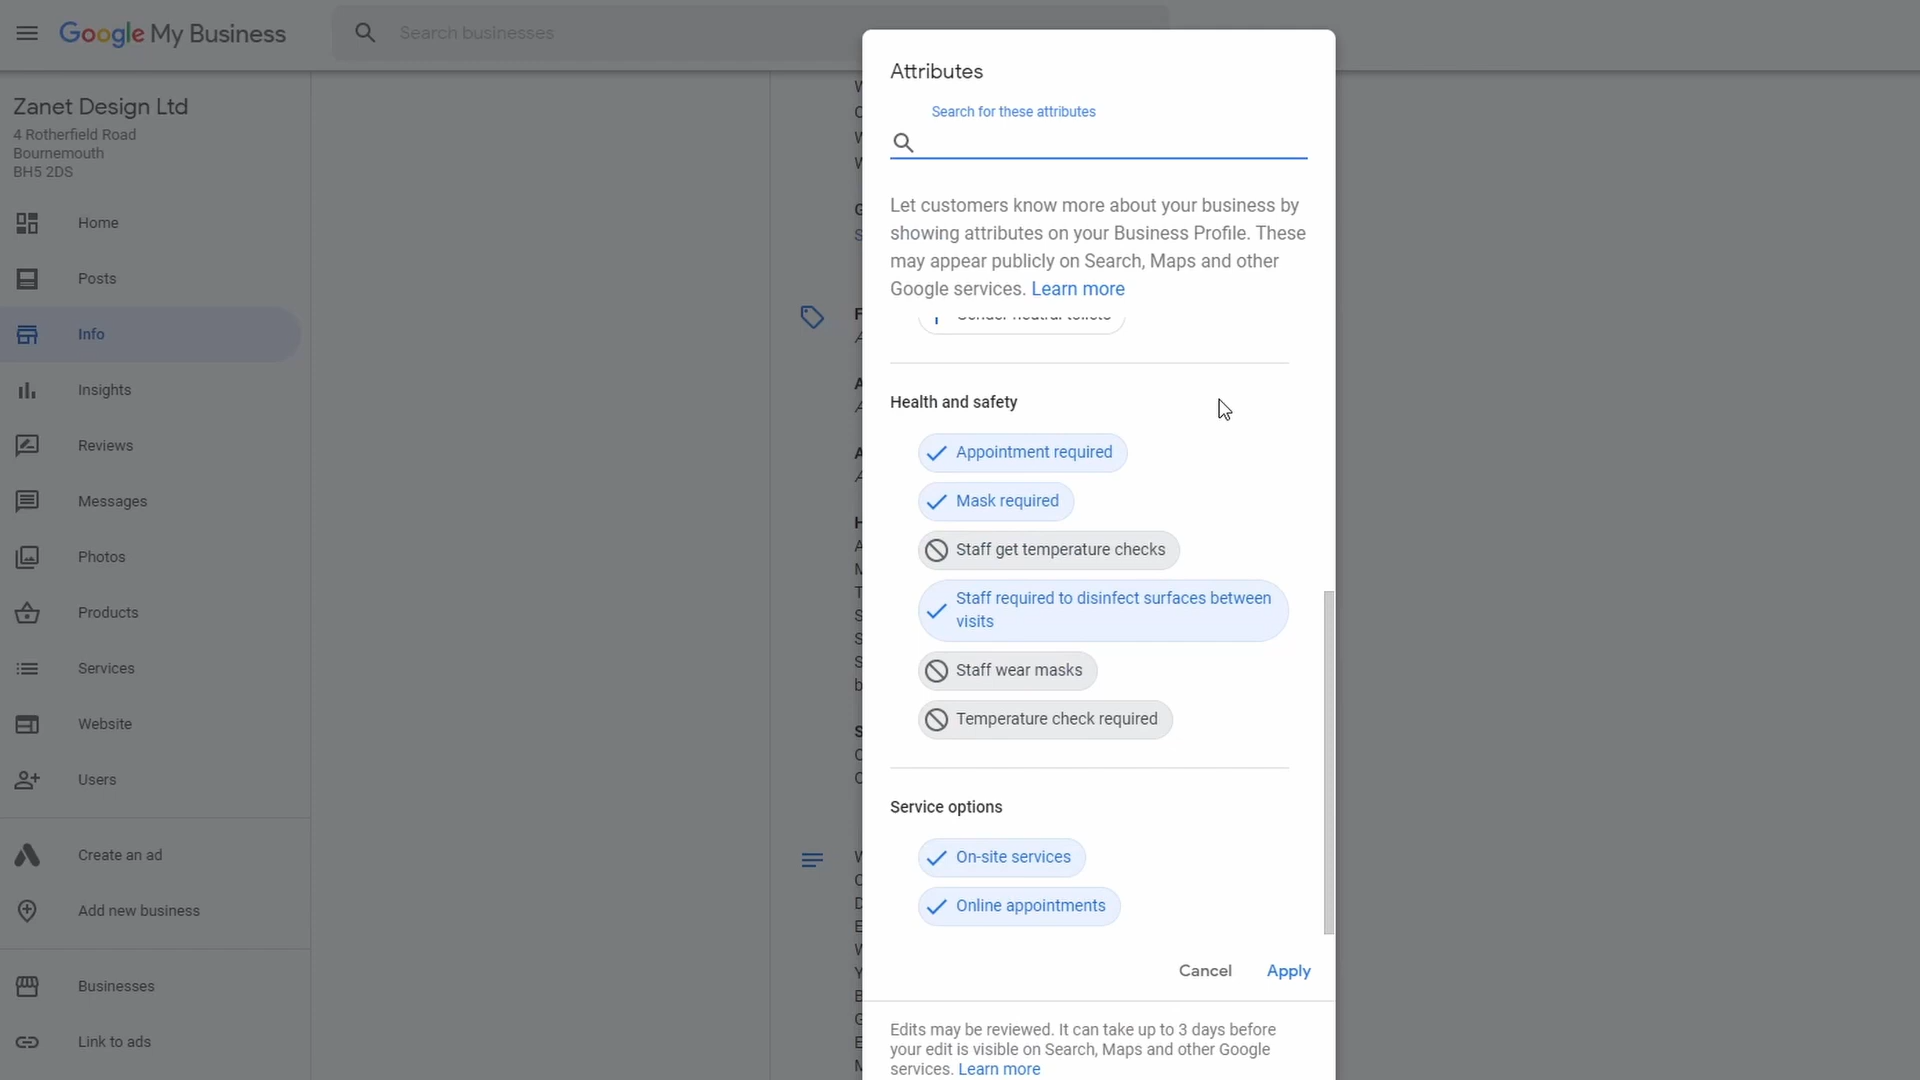 Google My Business
Search businesses
Zanet Design Ltd
4 Rotherfield Road
Bournemouth
BH5 2DS
Home
Posts
Info
Insights
Reviews
Messages
Photos
Products
Services
Website
Users
Create an ad
Add new business
Businesses
Link to ads
Attributes
Search for these attributes
Let customers know more about your business by
showing attributes on your Business Profile. These
may appear publicly on Search, Maps and other
Google services. Learn more
Gender-neutral toilets
Health and safety
Appointment required
Mask required
Staff get temperature checks
Staff required to disinfect surfaces between
visits
Staff wear masks
Temperature check required
Service options
On-site services
Online appointments
Cancel
Apply
Edits may be reviewed. It can take up to 3 days before
your edit is visible on Search, Maps and other Google
services. Learn more